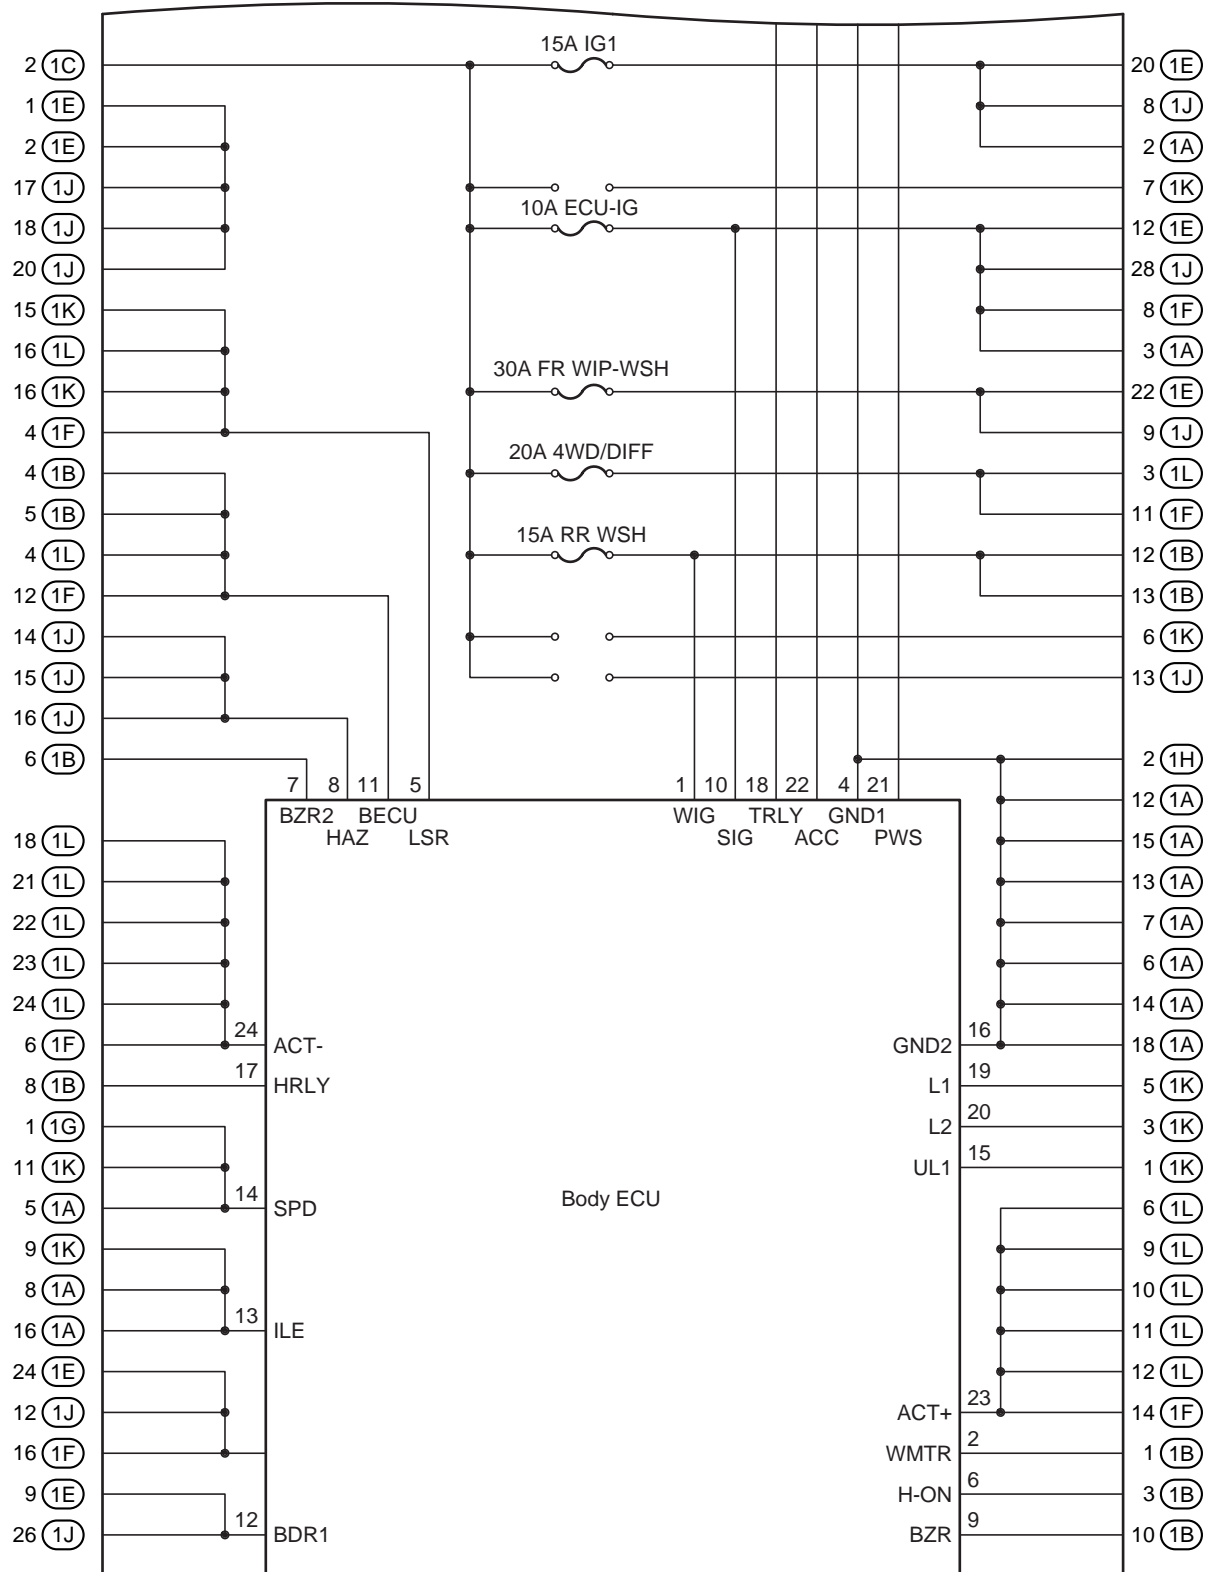 15A IG1
2 1C
20 1E
1 1E
8 1J
2 1E
2 1A
17 1J
7 1K
10A ECU-IG
18 1J
12 1E
20 1J
28 1J
15 1K
8 1F
16 1L
3 1A
30A FR WIP-WSH
16 1K
22 1E
4 1F
9 1J
20A 4WD/DIFF
4 1B
3 1L
5 1B
11 1F
15A RR WSH
4 1L
12 1B
12 1F
13 1B
14 1J
6 1K
15 1J
13 1J
16 1J
6 1B
2 1H
7 8 11 5 1 10 18 22 4 21
12 1A
BZR2 BECU WIG TRLY GND1
HAZ LSR SIG ACC PWS
18 1L
15 1A
21 1L
13 1A
22 1L
7 1A
23 1L
6 1A
24 1L
14 1A
6 1F 24 ACT-
GND2 16 18 1A
8 1B 17 HRLY
L1 19 5 1K
1 1G
L2 20 3 1K
11 1K
UL1 15 1 1K
5 1A 14 SPD
Body ECU
6 1L
9 1K
9 1L
8 1A
10 1L
16 1A 13 ILE
11 1L
24 1E
12 1L
12 1J
ACT+ 23 14 1F
16 1F
WMTR 2 1 1B
9 1E
H-ON 6 3 1B
26 1J 12 BDR1
BZR 9 10 1B